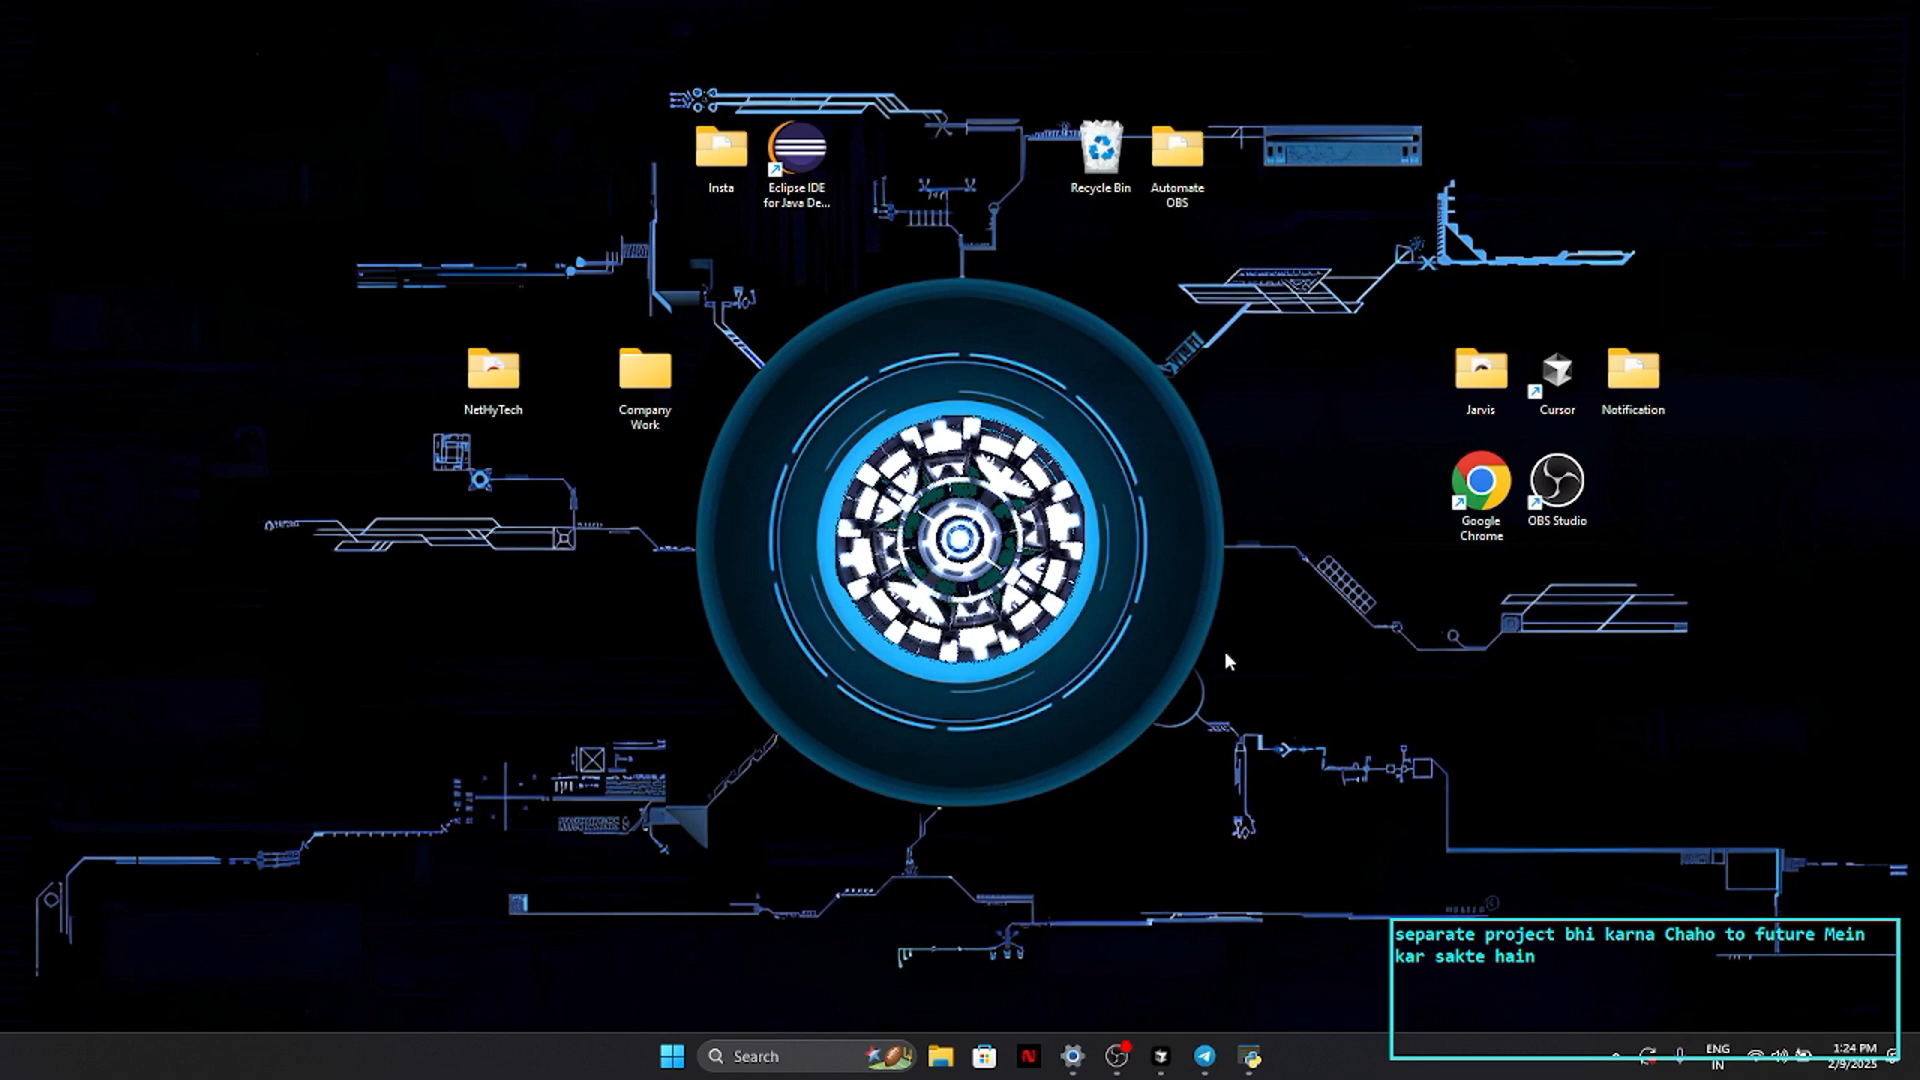 Insta
Eclipse IDE
for Java De...
Recycle Bin
Automate
OBS
NetHyTech
Company
Work
Jarvis
Cursor
Notification
Google
Chrome
OBS Studio
separate project bhi karna Chaho to future Mein
kar sakte hain
Search
ENG
IN
1:24 PM
2/9/2025